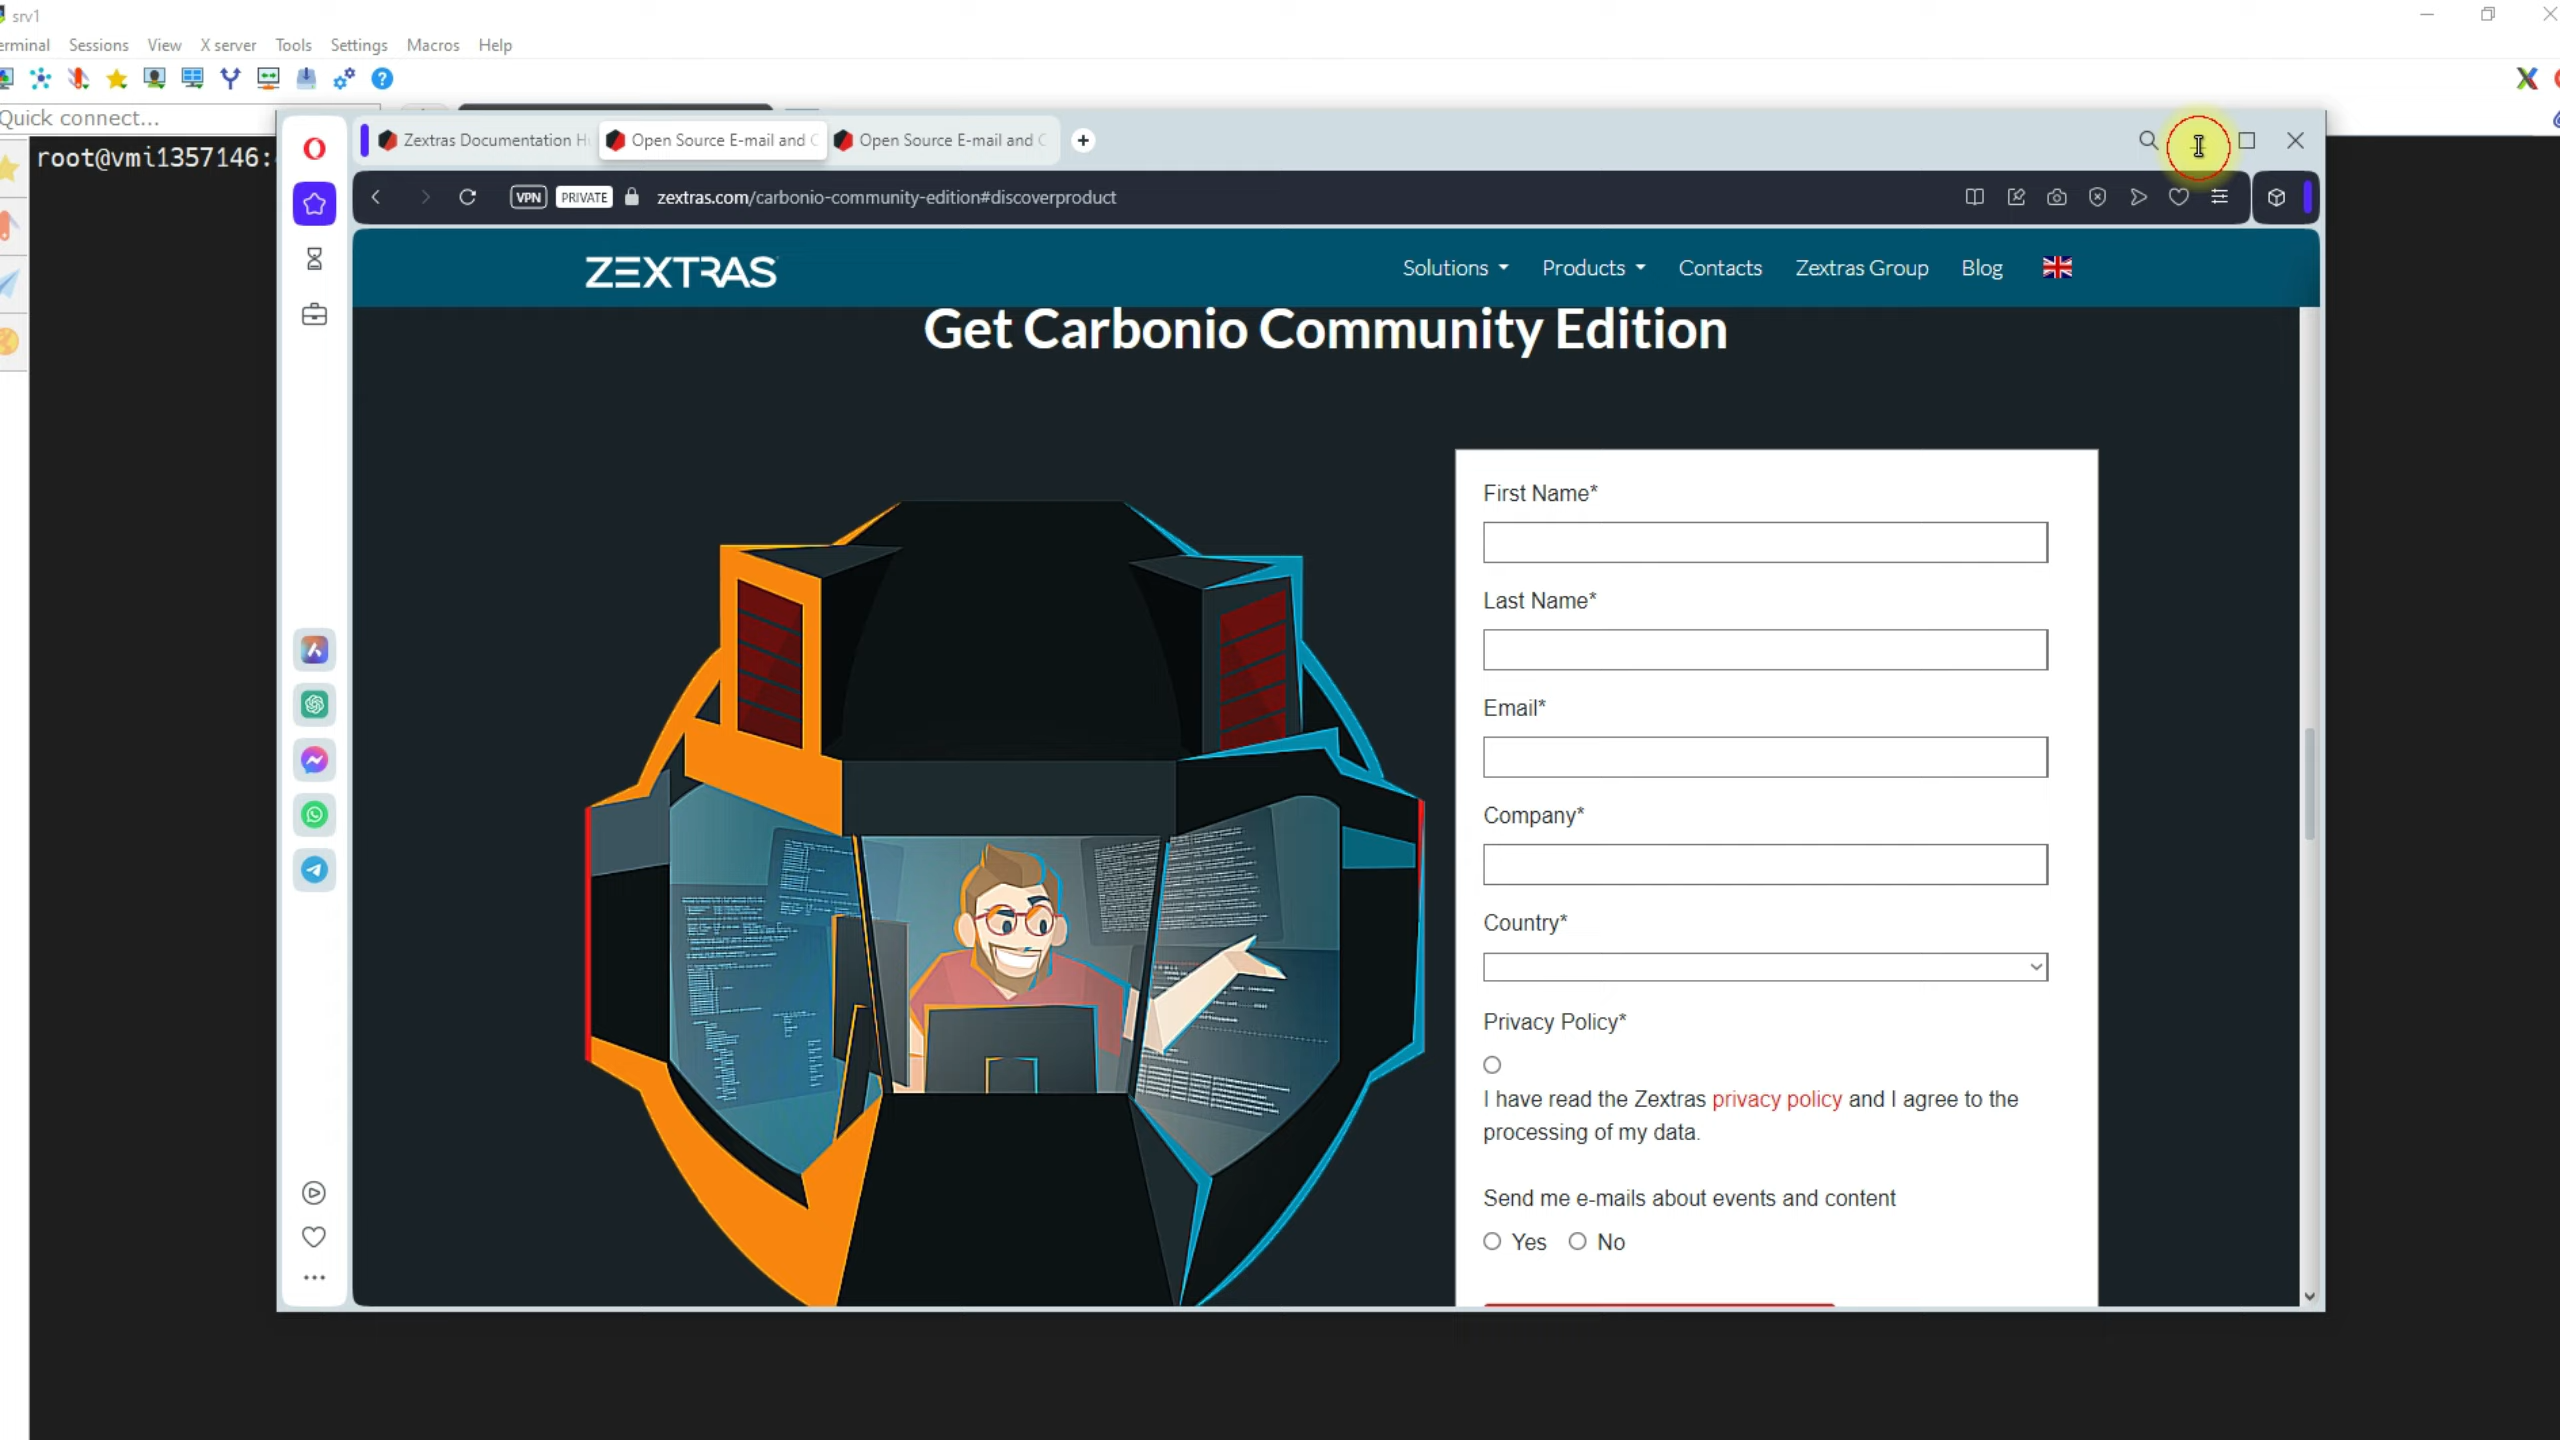 srv1
erminal Sessions View X server Tools Settings Macros Help
Quick connect...
root@vmi1357146:
Zextras Documentation H
Open Source E-mail and C
Open Source E-mail and C
VPN PRIVATE zextras.com/carbonio-community-edition#discoverproduct
ZEXTRAS
Solutions Products Contacts Zextras Group Blog
Get Carbonio Community Edition
First Name*
Last Name*
Email*
Company*
Country*
Privacy Policy*
I have read the Zextras privacy policy and I agree to the
processing of my data.
Send me e-mails about events and content
Yes No